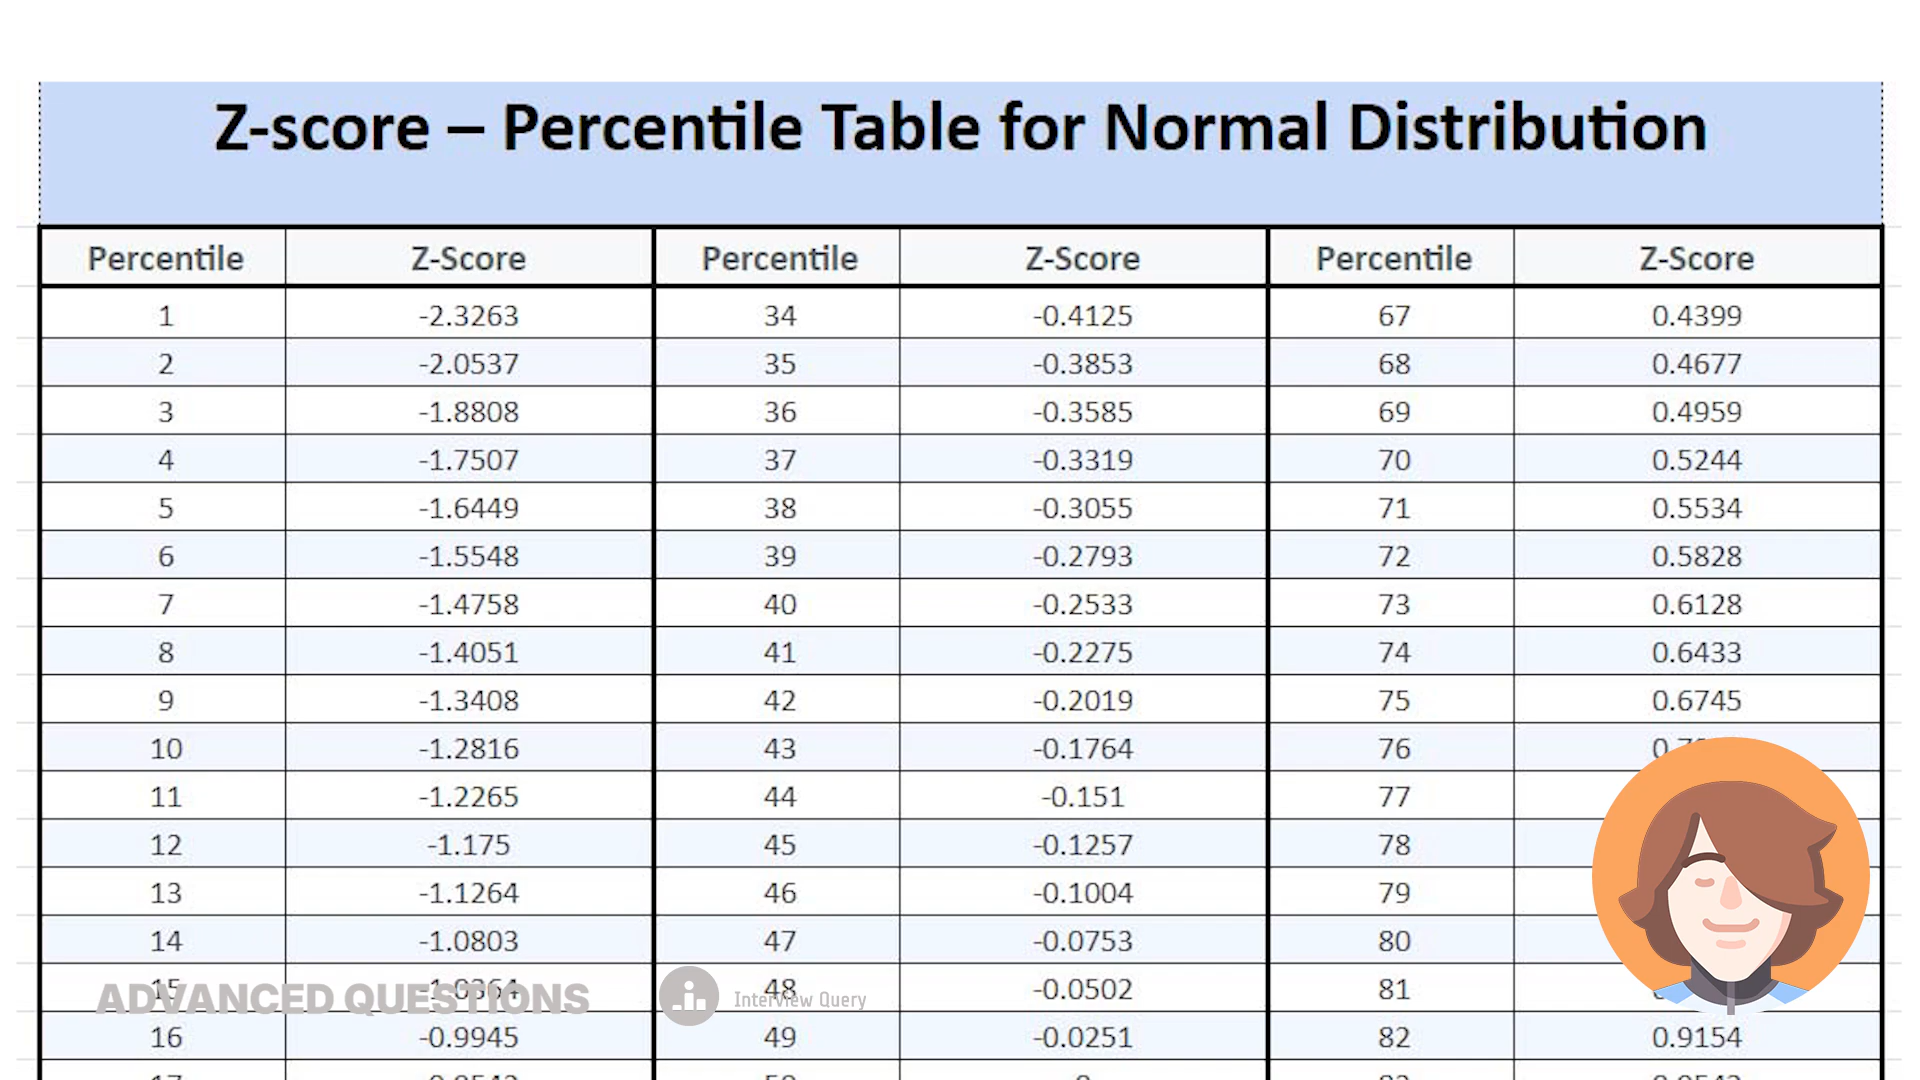 Z-score – Percentile Table for Normal Distribution
Percentile Z-Score Percentile Z-Score Percentile Z-Score
1 -2.3263 34 -0.4125 67 0.4399
2 -2.0537 35 -0.3853 68 0.4677
3 -1.8808 36 -0.3585 69 0.4959
4 -1.7507 37 -0.3319 70 0.5244
5 -1.6449 38 -0.3055 71 0.5534
6 -1.5548 39 -0.2793 72 0.5828
7 -1.4758 40 -0.2533 73 0.6128
8 -1.4051 41 -0.2275 74 0.6433
9 -1.3408 42 -0.2019 75 0.6745
10 -1.2816 43 -0.1764 76
11 -1.2265 44 -0.151 77
12 -1.175 45 -0.1257 78
13 -1.1264 46 -0.1004 79
14 -1.0803 47 -0.0753 80
15 -1.0364 48 -0.0502 81
ADVANCED QUESTIONS Interview Query
16 -0.9945 49 -0.0251 82 0.9154